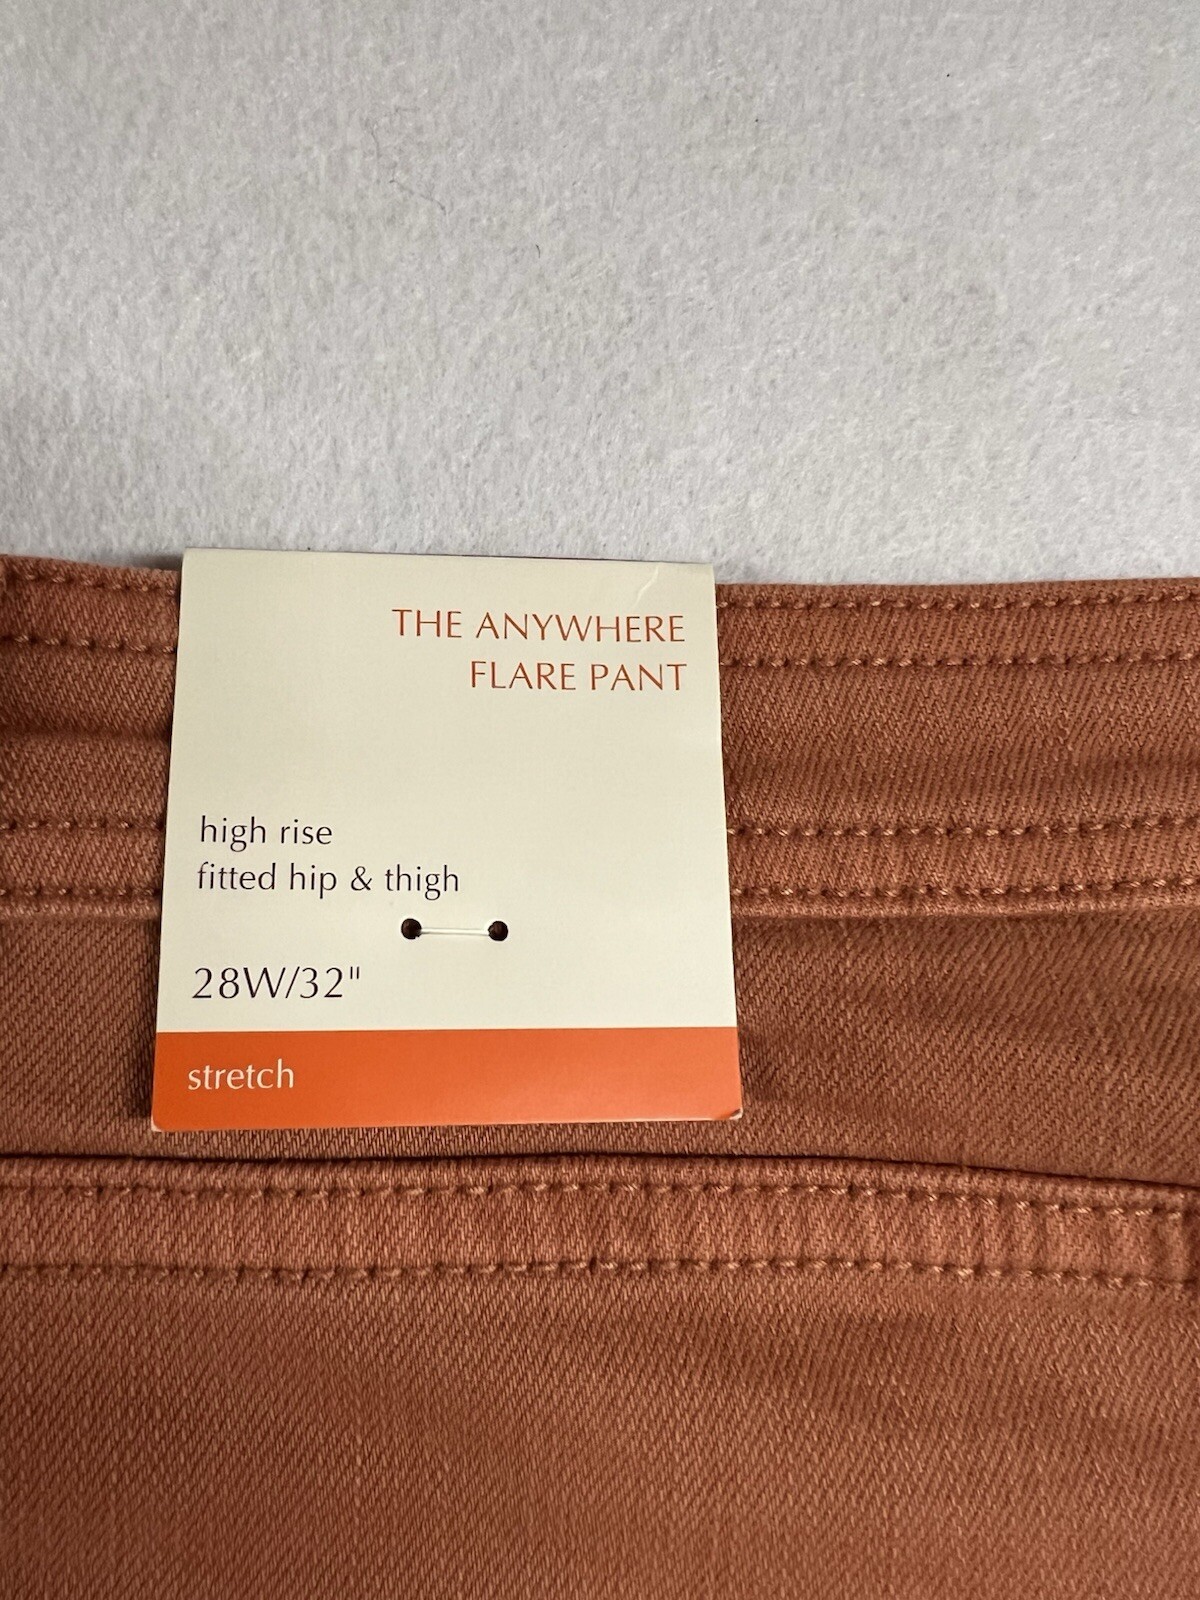 THE ANYWHERE
FLARE PANT
high rise
fitted hip & thigh
28W/32"
stretch